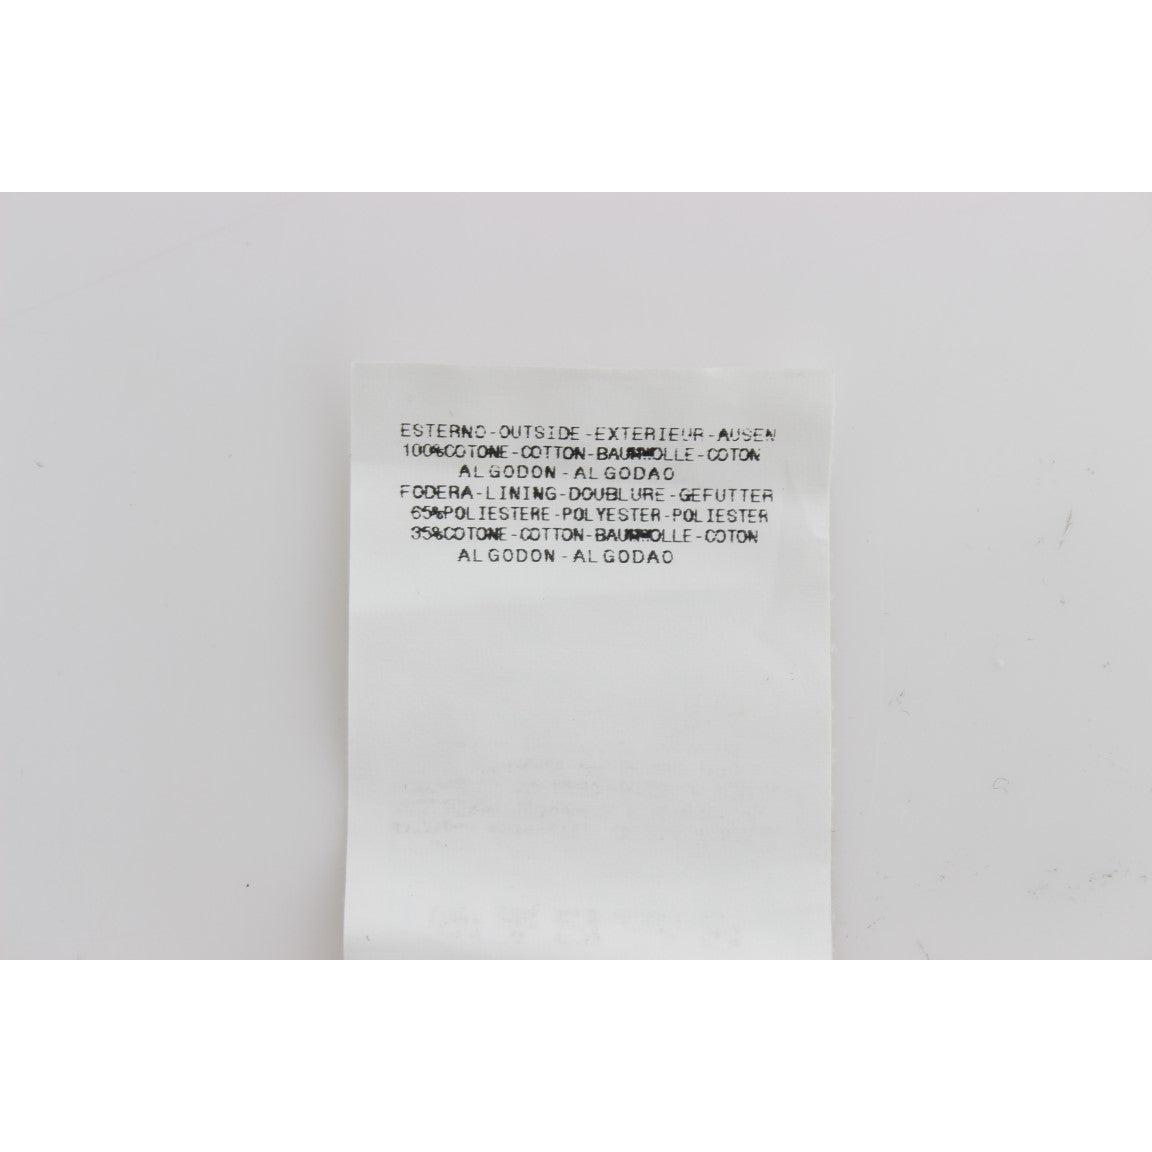 ESTERNO-OUTSIDE-EXTERIEUR-AUSEN
100%COTONE-COTTON-BAUMWOLLE-COTON
ALGODON-ALGODAO
FODERA-LINING-DOUBLURE-GEFUTTER
65%POLIESTERE-POLYESTER-POLIESTER
35%COTONE-COTTON-BAUMWOLLE-COTON
ALGODON-ALGODAO